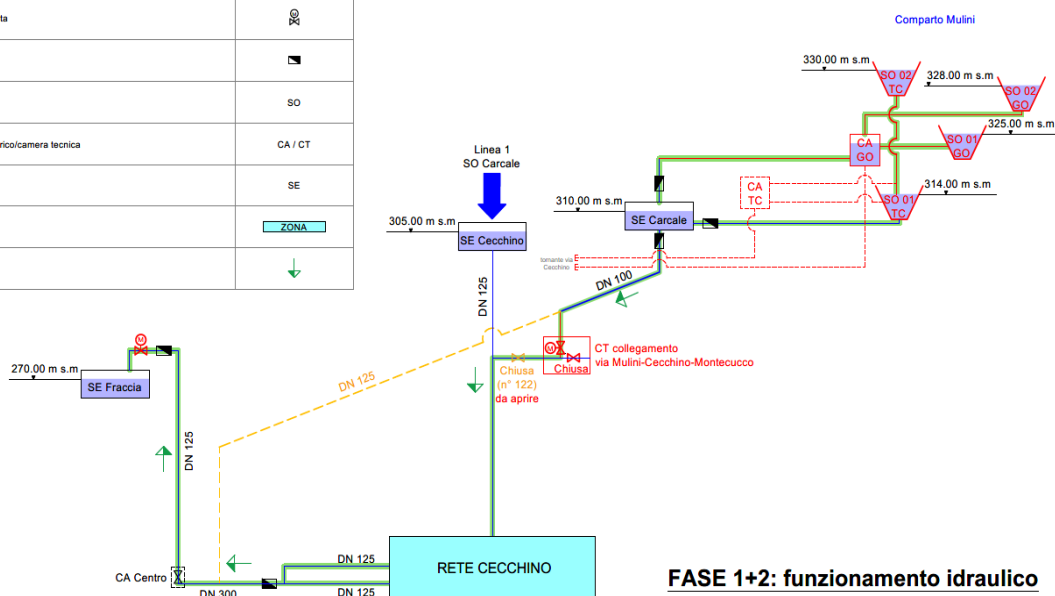 ta
M
SO
rico/camera tecnica
CA / CT
SE
ZONA
Comparto Mulini
330.00 m s.m
SO 02
TC
328.00 m s.m
SO 02
GO
325.00 m s.m
SO 01
GO
CA
GO
Linea 1
SO Carcale
CA
TC
314.00 m s.m
SO 01
TC
310.00 m s.m
SE Carcale
305.00 m s.m
SE Cecchino
tornante via
Cecchino
DN 100
DN 125
M
CT collegamento
via Mulini-Cecchino-Montecucco
Chiusa
Chiusa
(n° 122)
da aprire
M
270.00 m s.m
SE Fraccia
DN 125
DN 125
DN 125
RETE CECCHINO
CA Centro
DN 300
DN 125
FASE 1+2: funzionamento idraulico